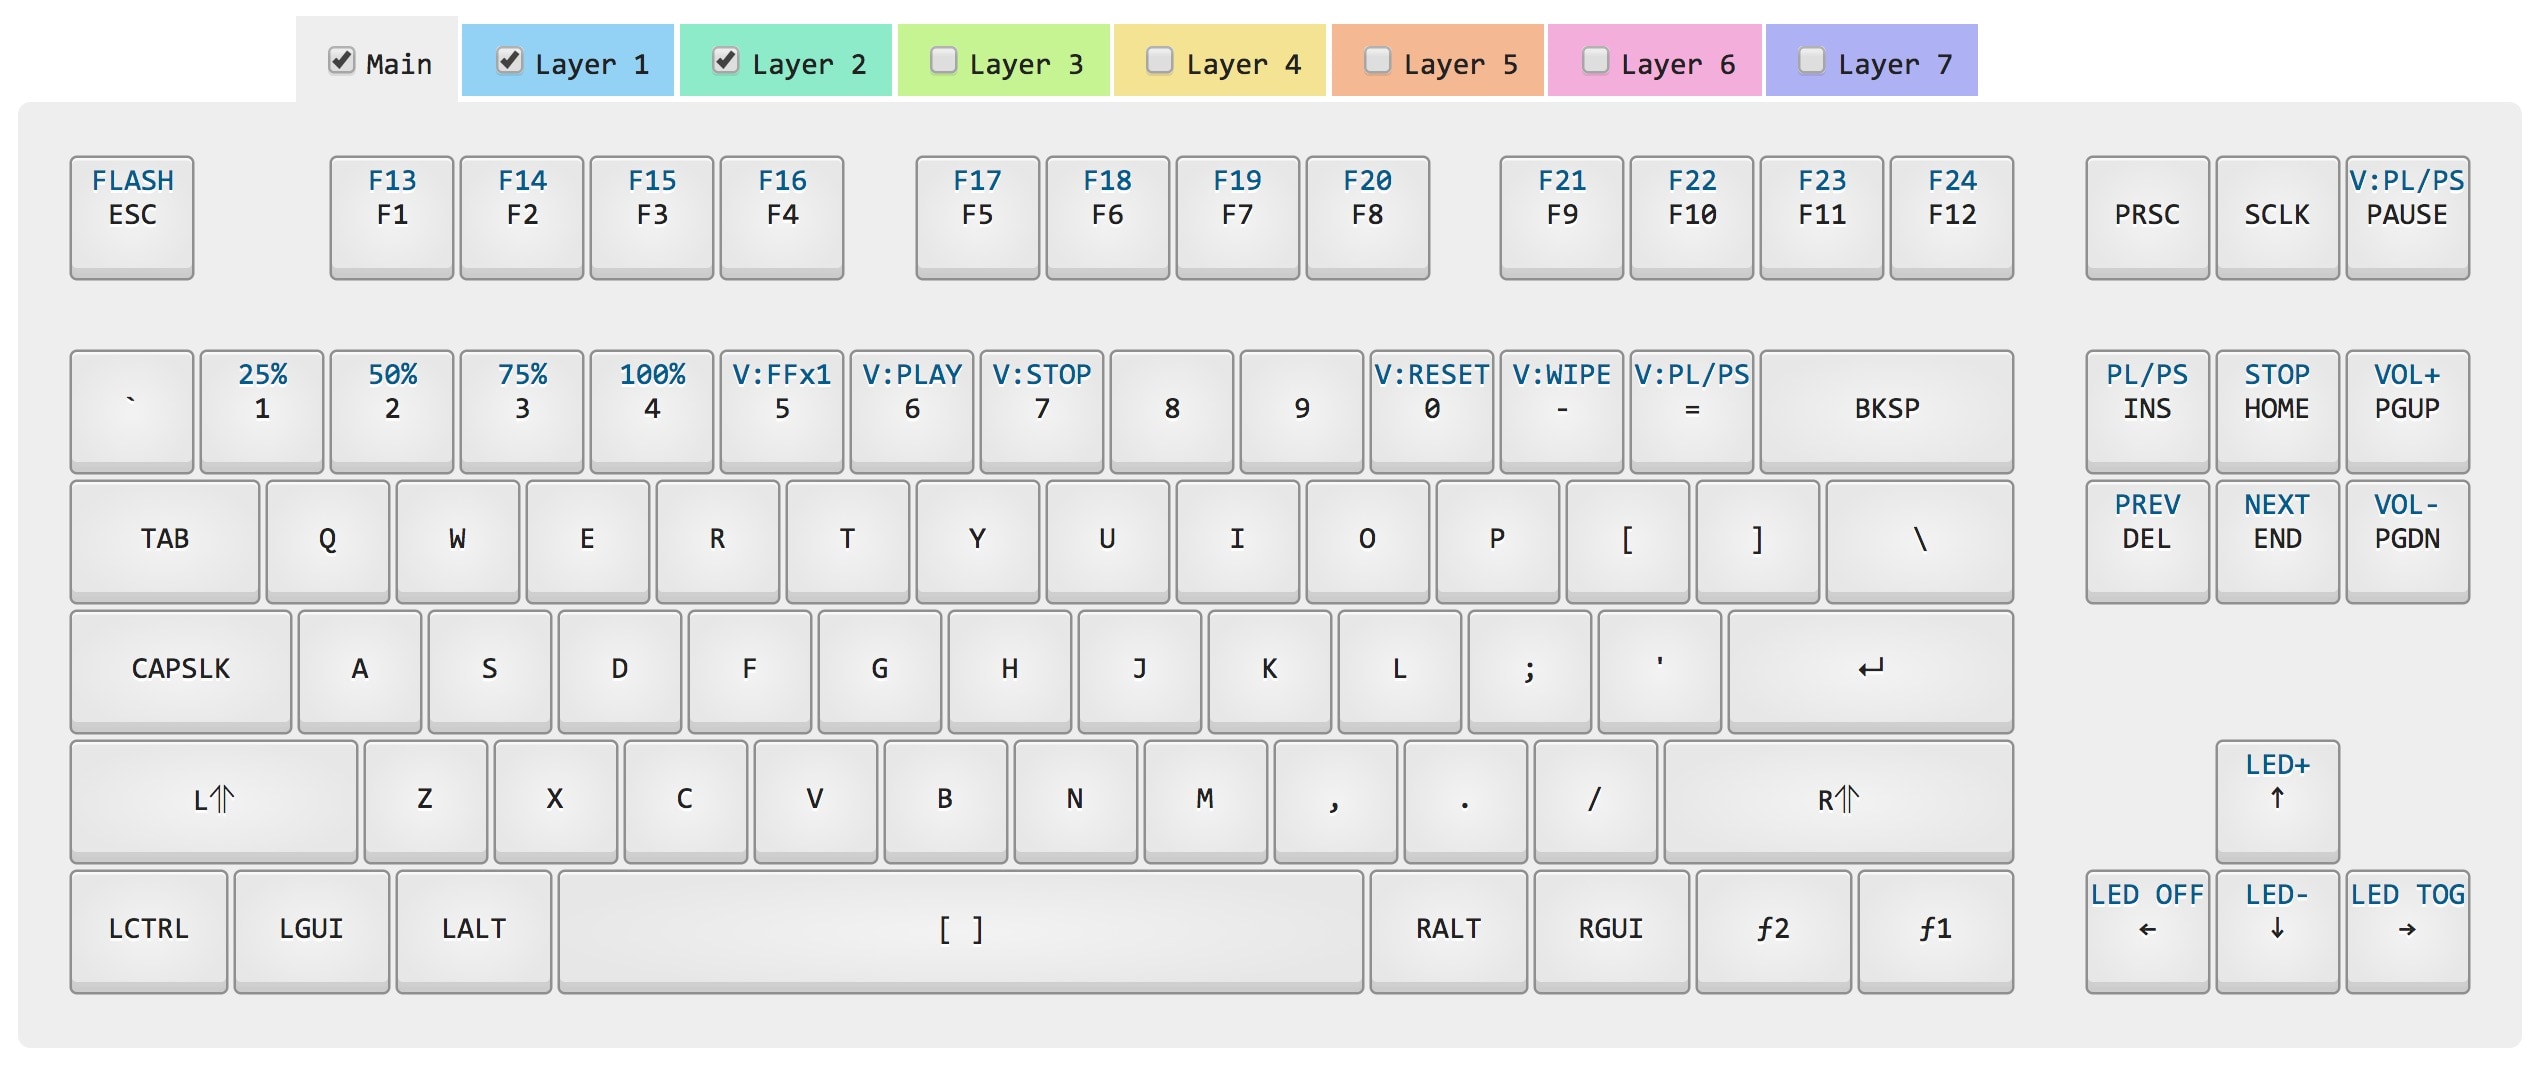 Main Layer 1 Layer 2 Layer 3 Layer 4 Layer 5 Layer 6 Layer 7
FLASH F13 F14 F15 F16 F17 F18 F19 F20 F21 F22 F23 F24 V:PL/PS
ESC F1 F2 F3 F4 F5 F6 F7 F8 F9 F10 F11 F12 PRSC SCLK PAUSE
25% 50% 75% 100% V:FFx1 V:PLAY V:STOP V:RESET V:WIPE V:PL/PS PL/PS STOP VOL+
` 1 2 3 4 5 6 7 8 9 0 - = BKSP INS HOME PGUP
PREV NEXT VOL-
TAB Q W E R T Y U I O P [ ] \ DEL END PGDN
CAPSLK A S D F G H J K L ; ' ↵
LED+
L⥣ Z X C V B N M , . / R⥣ ↑
LED OFF LED- LED TOG
LCTRL LGUI LALT [ ] RALT RGUI ƒ2 ƒ1 ← ↓ →